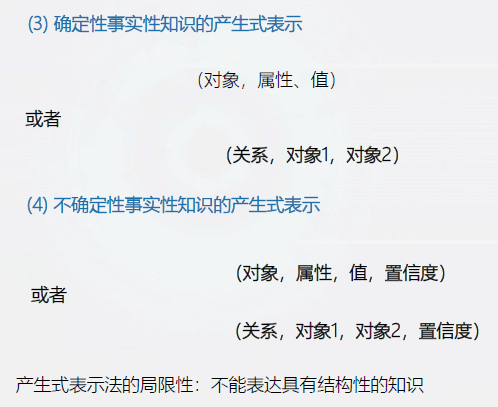 (3) 确定性事实性知识的产生式表示
（对象，属性、值）
或者
（关系，对象1，对象2）
(4) 不确定性事实性知识的产生式表示
（对象，属性，值，置信度）
或者
（关系，对象1，对象2，置信度）
产生式表示法的局限性：不能表达具有结构性的知识